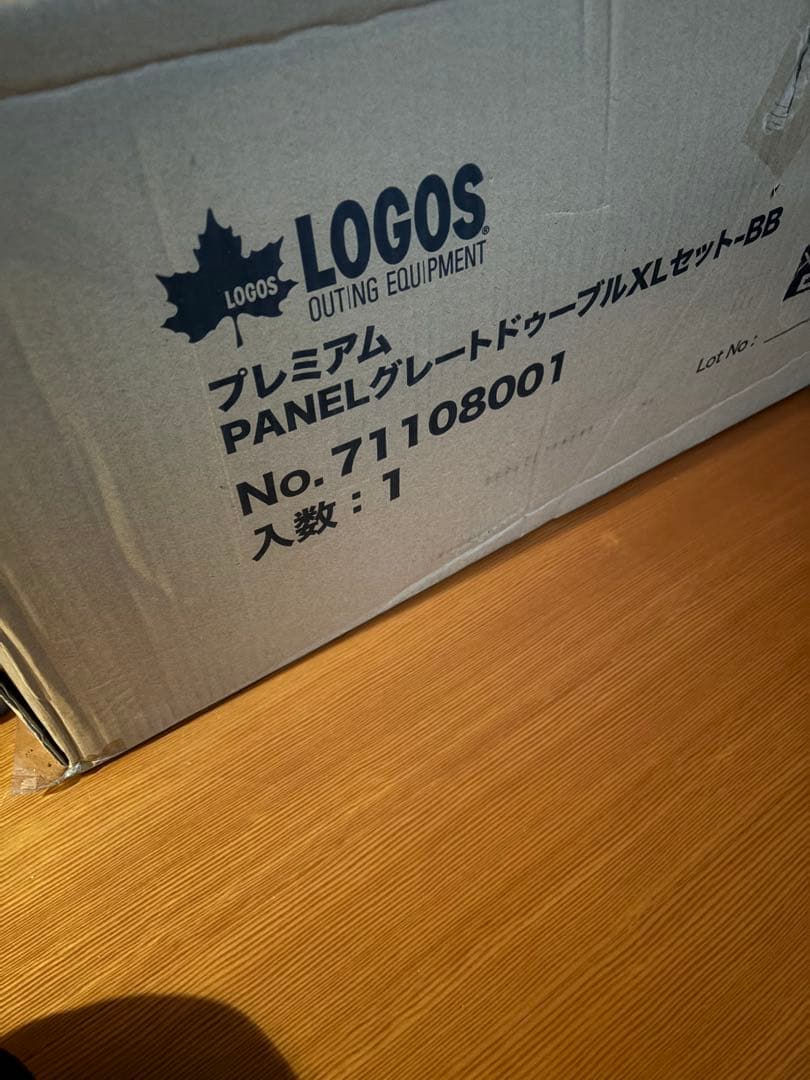 LOGOS
LOGOS®
OUTING EQUIPMENT
プレミアム
PANELグレートドゥーブルXLセット-BB
No. 71108001
入数：1
Lot No：